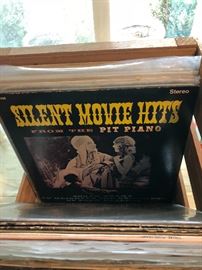 Stereo
SILENT MOVIE HITS
FROM THE PIT PIANO